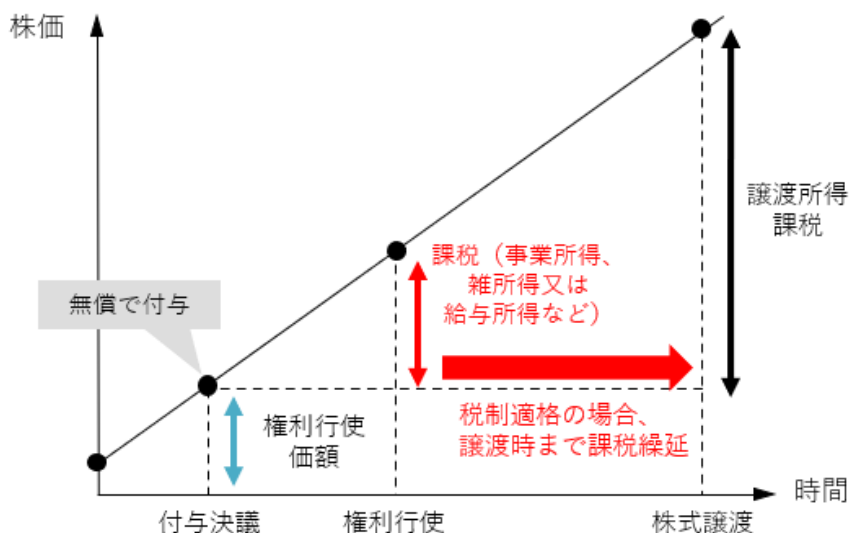 株価
譲渡所得
課税
課税（事業所得、
雑所得又は
給与所得など）
無償で付与
税制適格の場合、
譲渡時まで課税繰延
権利行使
価額
時間
付与決議
権利行使
株式譲渡